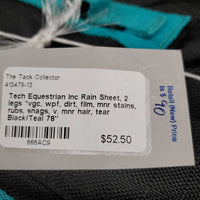 The Tack Collector
413479-13
Tech Equestrian Inc Rain Sheet, 2
legs "vgc, wpf, dirt, film, mnr stains,
rubs, snags, v. mnr hair, tear
Black/Teal 78"
666AC9
$52.50
Retail (New) Price
is $ 90